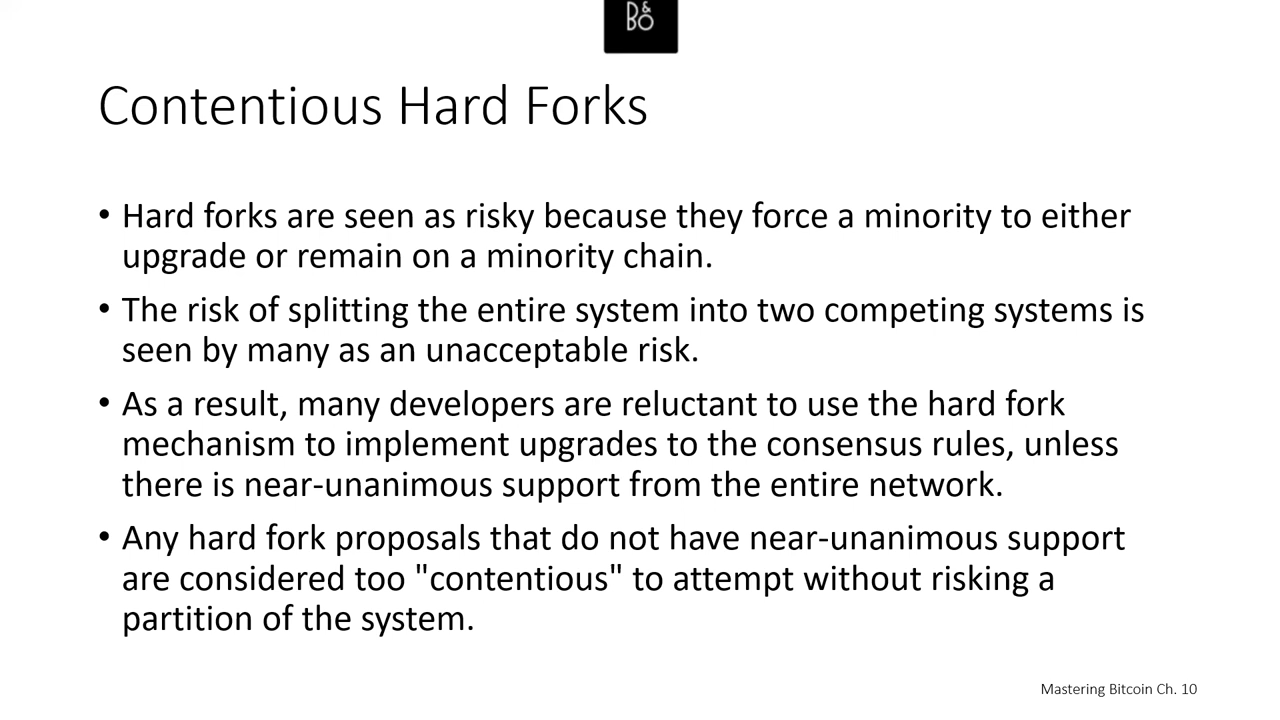 B&O
Contentious Hard Forks
• Hard forks are seen as risky because they force a minority to either
upgrade or remain on a minority chain.
• The risk of splitting the entire system into two competing systems is
seen by many as an unacceptable risk.
• As a result, many developers are reluctant to use the hard fork
mechanism to implement upgrades to the consensus rules, unless
there is near-unanimous support from the entire network.
• Any hard fork proposals that do not have near-unanimous support
are considered too "contentious" to attempt without risking a
partition of the system.
Mastering Bitcoin Ch. 10